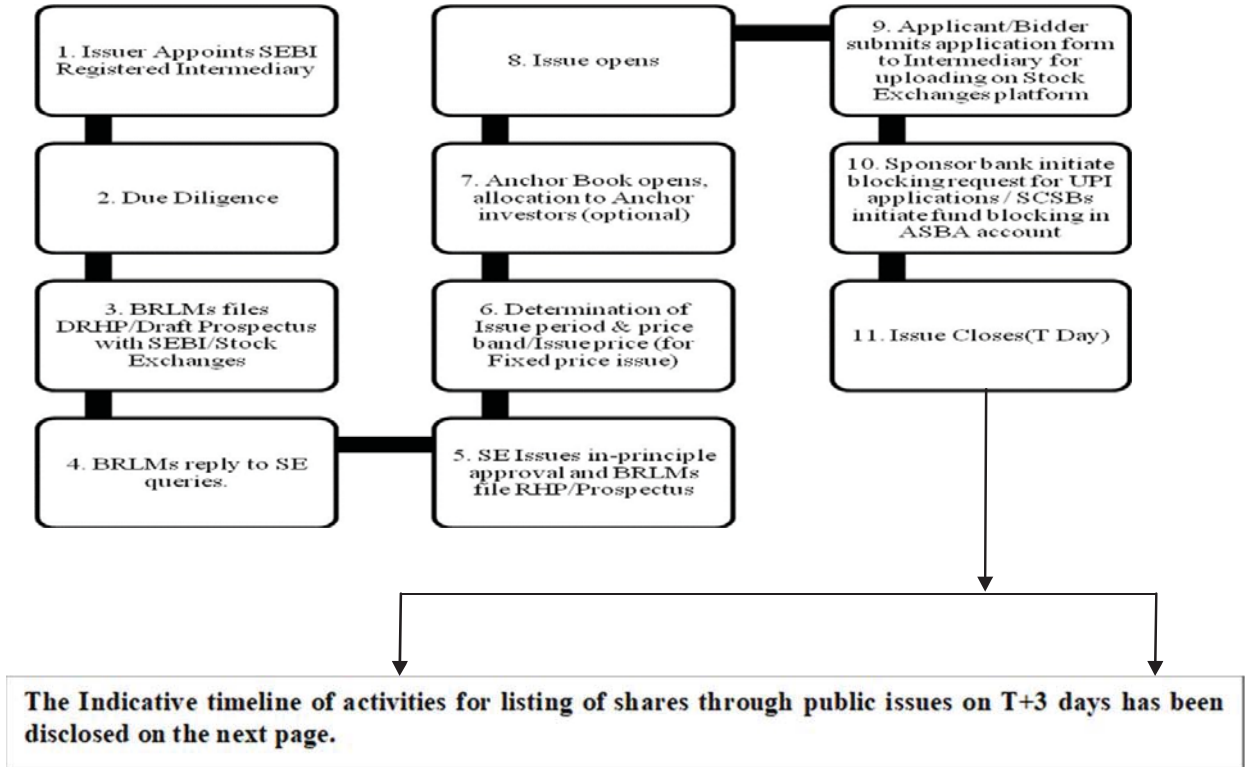 1. Issuer Appoints SEBI
Registered Intermediary
2. Due Diligence
3. BRLMs files
DRHP/Draft Prospectus
with SEBI/Stock
Exchanges
4. BRLMs reply to SE
queries.
5. SE Issues in-principle
approval and BRLMs
file RHP/Prospectus
6. Determination of
Issue period & price
band/Issue price (for
Fixed price issue)
7. Anchor Book opens,
allocation to Anchor
investors (optional)
8. Issue opens
9. Applicant/Bidder
submits application form
to Intermediary for
uploading on Stock
Exchanges platform
10. Sponsor bank initiate
blocking request for UPI
applications / SCSBs
initiate fund blocking in
ASBA account
11. Issue Closes(T Day)
The Indicative timeline of activities for listing of shares through public issues on T+3 days has been
disclosed on the next page.